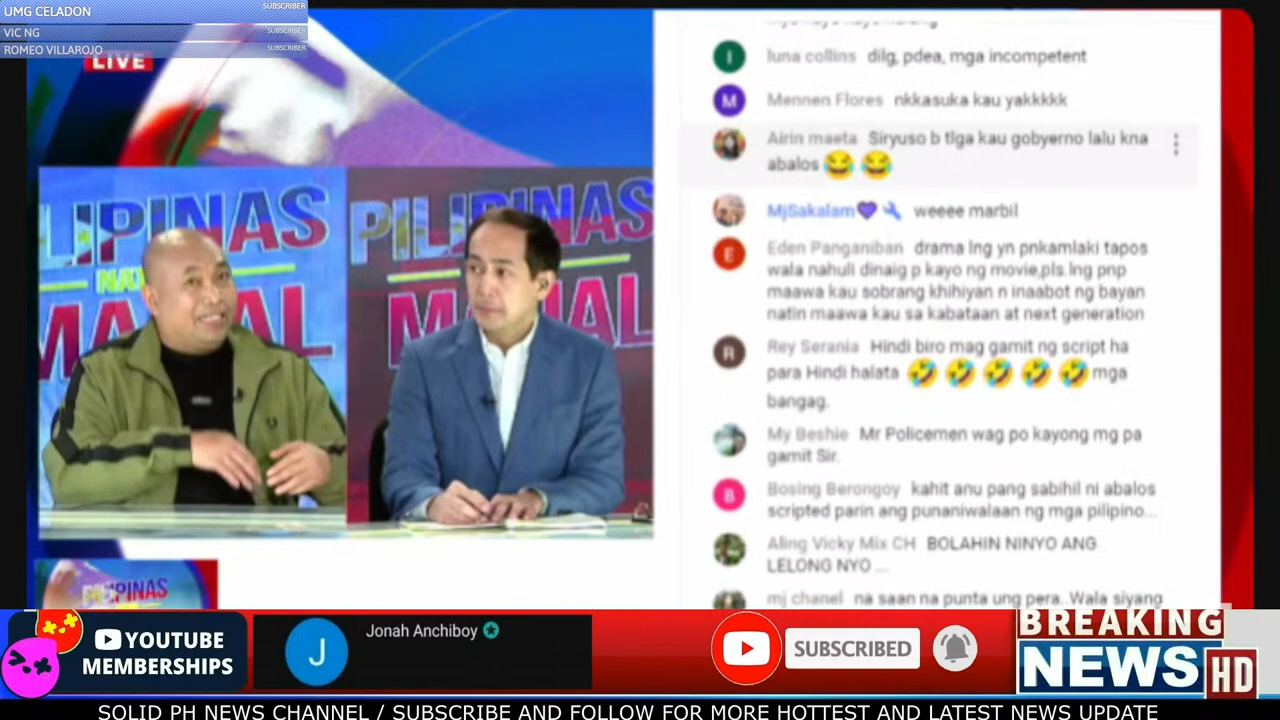 UMG CELADON SUBSCRIBER
VIC NG SUBSCRIBER
ROMEO VILLAROJO SUBSCRIBER
LIVE
LIPINAS
NAT
MAHAL
PILIPINAS
MAHAL
luna collins dilg, pdea, mga incompetent
Mennen Flores nkkasuka kau yakkkkk
Airin maeta Siryuso b tlga kau gobyerno lalu kna
abalos 😂 😂
MjSakalam💜 🔧 weeee marbil
Eden Panganiban drama lng yn pnkamlaki tapos
wala nahuli dinaig p kayo ng movie,pls.lng pnp
maawa kau sobrang khihiyan n inaabot ng bayan
natin maawa kau sa kabataan at next generation
Rey Serania Hindi biro mag gamit ng script ha
para Hindi halata 🤣 🤣 🤣 🤣 🤣 mga
bangag.
My Beshie Mr Policemen wag po kayong mg pa
gamit Sir.
Bosing Berongoy kahit anu pang sabihil ni abalos
scripted parin ang punaniwalaan ng mga pilipino...
Aling Vicky Mix CH BOLAHIN NINYO ANG
LELONG NYO ...
mj chanel na saan na punta ung pera..Wala siyang
PILIPINAS
YOUTUBE
MEMBERSHIPS
J
Jonah Anchiboy
SUBSCRIBED
BREAKING
NEWS HD
SOLID PH NEWS CHANNEL / SUBSCRIBE AND FOLLOW FOR MORE HOTTEST AND LATEST NEWS UPDATE